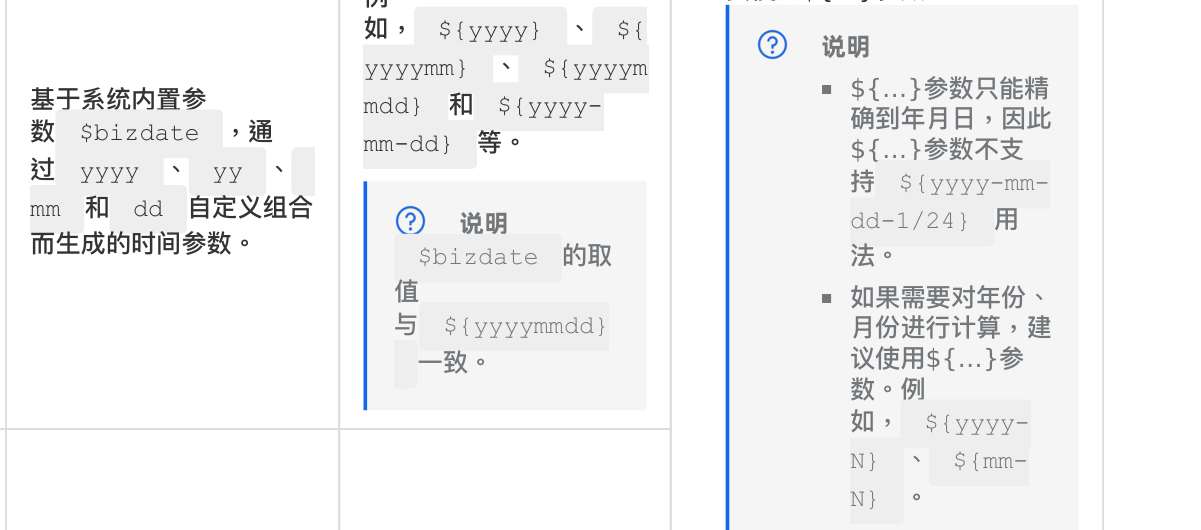 基于系统内置参
数 $bizdate ，通
过 yyyy 、 yy 、
mm 和 dd 自定义组合
而生成的时间参数。
例
如， ${yyyy} 、 ${
yyyymm} 、 ${yyyym
mdd} 和 ${yyyy-
mm-dd} 等。
说明
$bizdate 的取
值
与 ${yyyymmdd}
一致。
说明
${...}参数只能精
确到年月日，因此
${...}参数不支
持 ${yyyy-mm-
dd-1/24} 用
法。
如果需要对年份、
月份进行计算，建
议使用${...}参
数。例
如， ${yyyy-
N} 、 ${mm-
N} 。